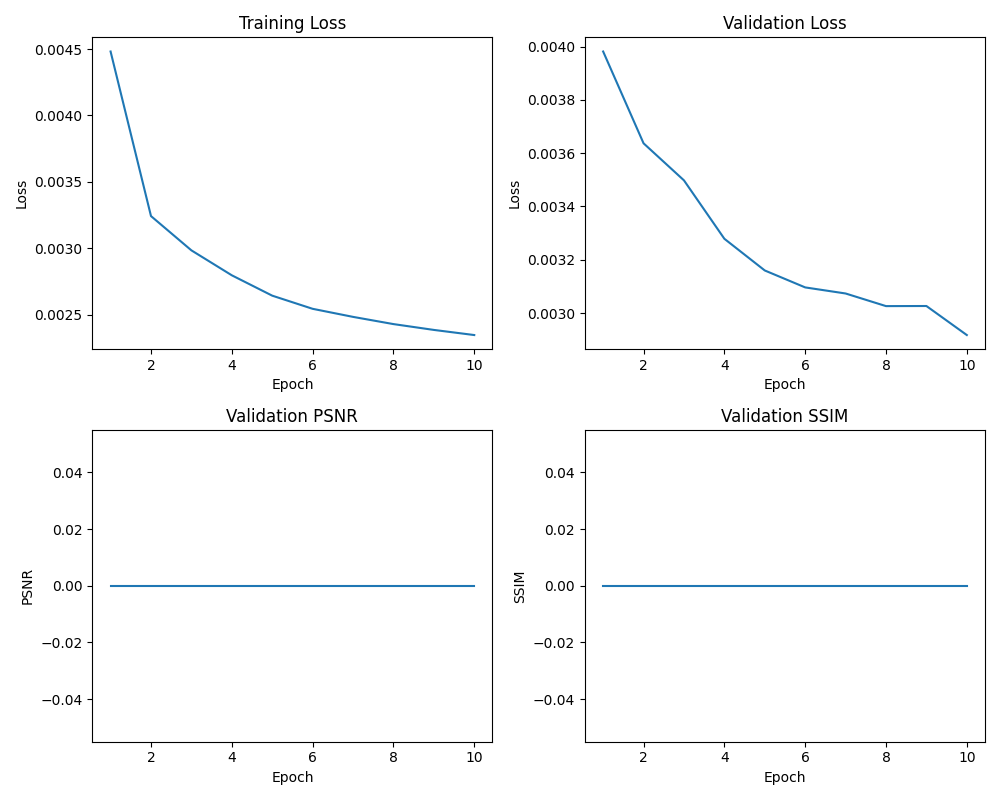 Training Loss
Loss
0.0045
0.0040
0.0035
0.0030
0.0025
2 4 6 8 10
Epoch
Validation Loss
Loss
0.0040
0.0038
0.0036
0.0034
0.0032
0.0030
2 4 6 8 10
Epoch
Validation PSNR
PSNR
0.04
0.02
0.00
−0.02
−0.04
2 4 6 8 10
Epoch
Validation SSIM
SSIM
0.04
0.02
0.00
−0.02
−0.04
2 4 6 8 10
Epoch